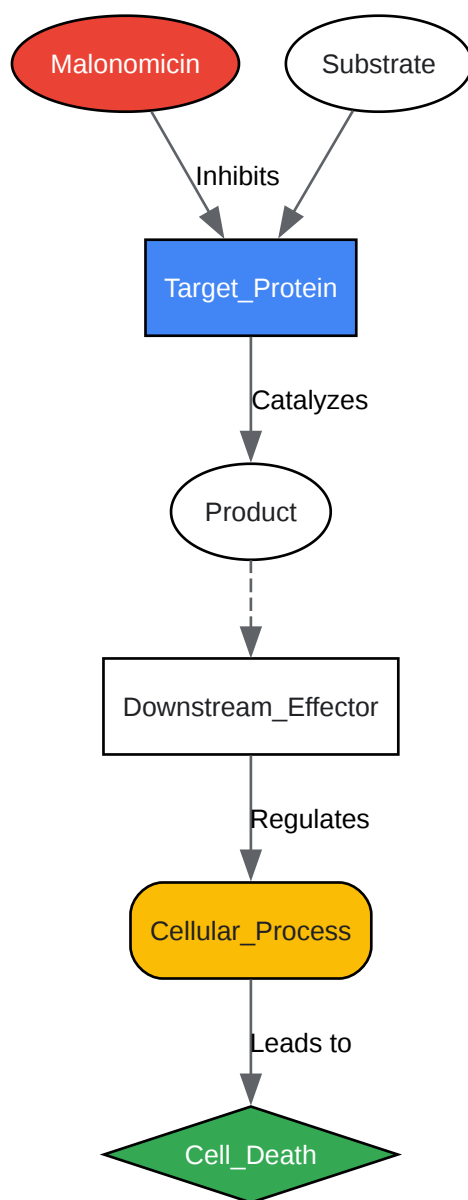 Malonomicin
Substrate
Inhibits
Target_Protein
Catalyzes
Product
Downstream_Effector
Regulates
Cellular_Process
Leads to
Cell_Death